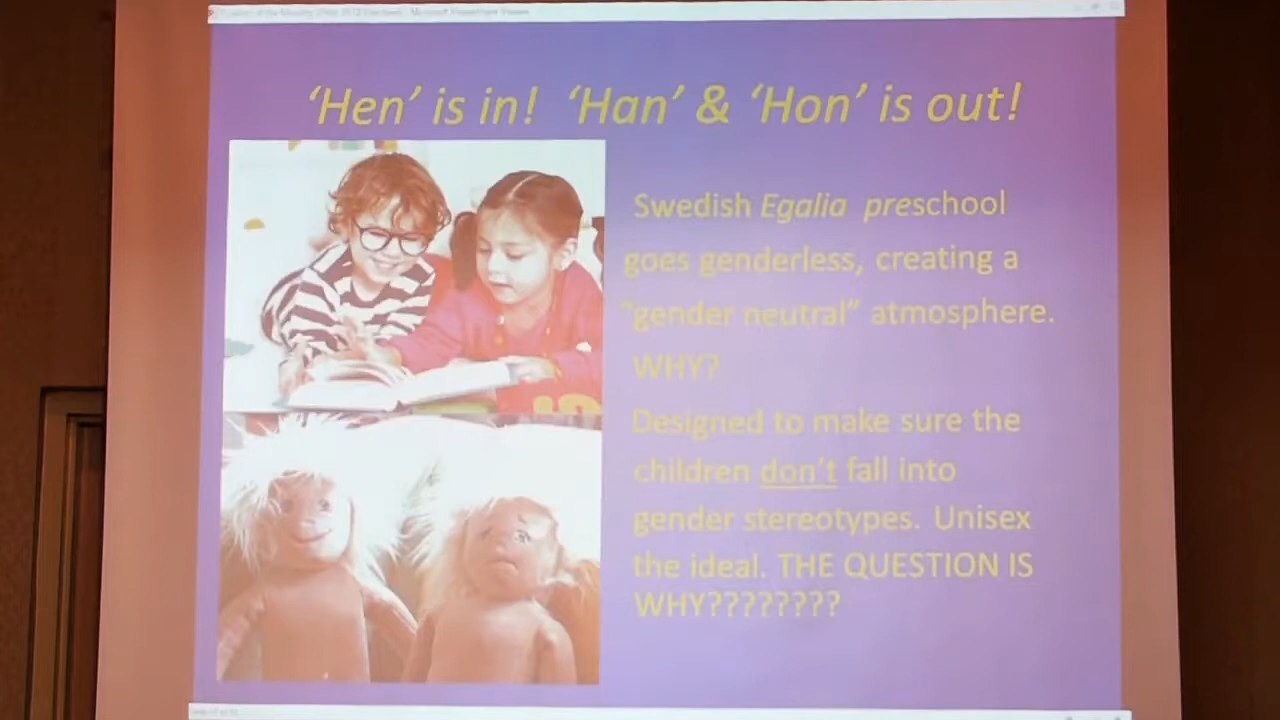 ‘Hen’ is in! ‘Han’ & ‘Hon’ is out!
Swedish Egalia preschool
goes genderless, creating a
"gender neutral” atmosphere.
WHY?
Designed to make sure the
children don’t fall into
gender stereotypes. Unisex
the ideal. THE QUESTION IS
WHY????????